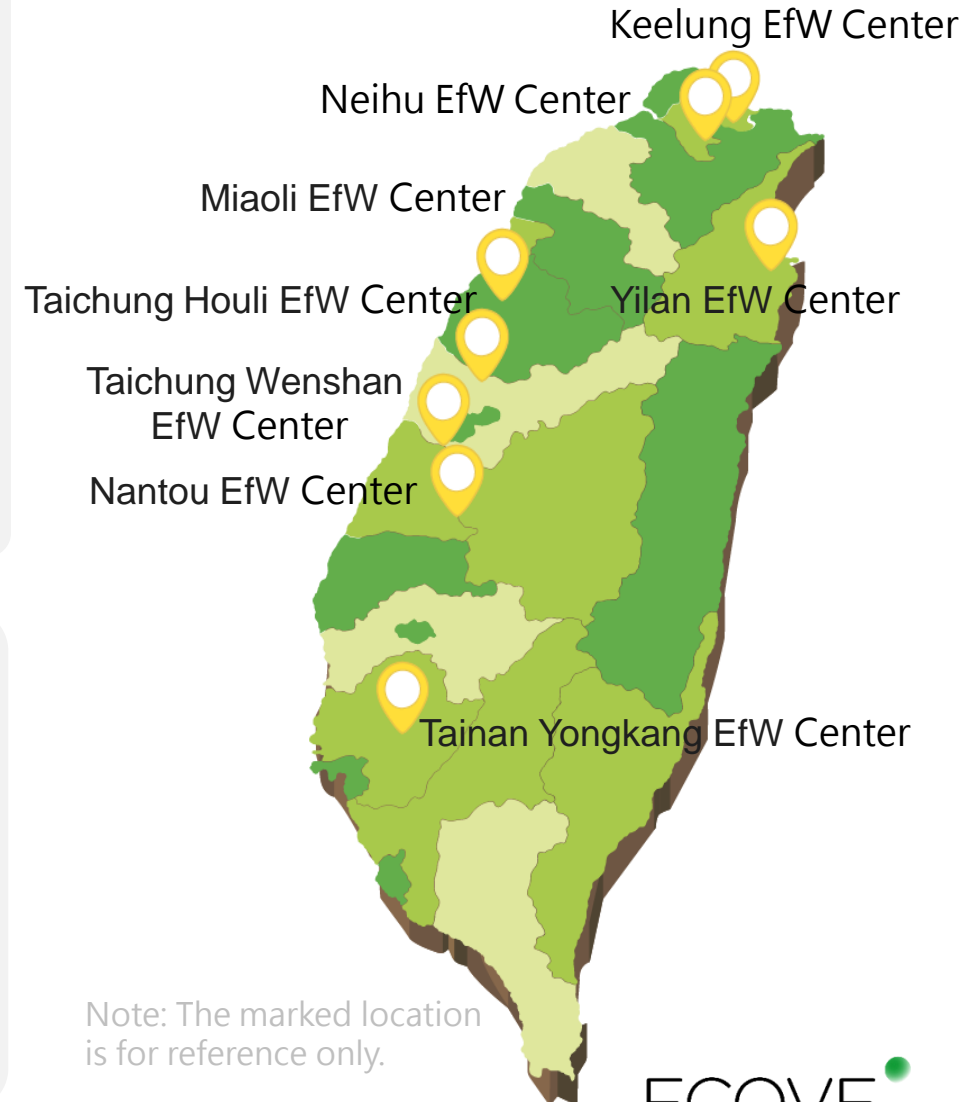 Keelung EfW Center
Neihu EfW Center
Miaoli EfW Center
Taichung Houli EfW Center
Yilan EfW Center
Taichung Wenshan
EfW Center
Nantou EfW Center
Tainan Yongkang EfW Center
Note: The marked location
is for reference only.
ECOVE